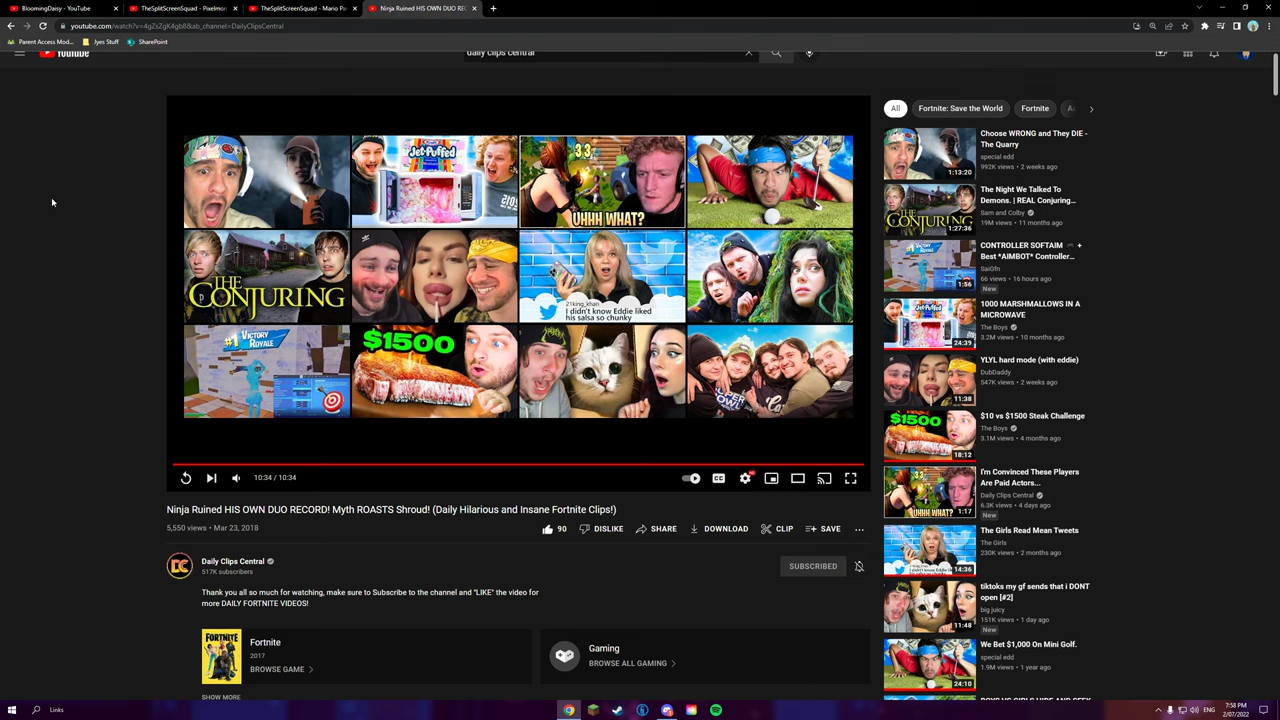 BloomingDaisy - YouTube
TheSplitScreenSquad - Pixelmon
TheSplitScreenSquad - Mario Pa
Ninja Ruined HIS OWN DUO REC
youtube.com/watch?v=4gZsZgK4gb8&ab_channel=DailyClipsCentral
Parent Access Mod...
Jyes Stuff
SharePoint
YouTube
daily clips central
Jet-Puffed
33
UHHH WHAT?
THE CONJURING
21king_khan
I didn't know Eddie liked
his salsa so chunky
#1 VICTORY ROYALE
$1500
10:34 / 10:34
CC
Ninja Ruined HIS OWN DUO RECORD! Myth ROASTS Shroud! (Daily Hilarious and Insane Fortnite Clips!)
5,550 views • Mar 23, 2018
90
DISLIKE
SHARE
DOWNLOAD
CLIP
SAVE
DC
Daily Clips Central
517K subscribers
SUBSCRIBED
Thank you all so much for watching, make sure to Subscribe to the channel and "LIKE" the video for
more DAILY FORTNITE VIDEOS!
FORTNITE
Fortnite
2017
BROWSE GAME
Gaming
BROWSE ALL GAMING
SHOW MORE
All
Fortnite: Save the World
Fortnite
Choose WRONG and They DIE -
The Quarry
special edd
992K views • 2 weeks ago
1:13:20
The Night We Talked To
Demons. | REAL Conjuring...
Sam and Colby
19M views • 11 months ago
1:27:36
CONTROLLER SOFTAIM 🎮 +
Best *AIMBOT* Controller...
SaiGfn
66 views • 16 hours ago
New
1:56
1000 MARSHMALLOWS IN A
MICROWAVE
The Boys
3.2M views • 10 months ago
24:39
YLYL hard mode (with eddie)
DubDaddy
547K views • 2 weeks ago
11:38
$10 vs $1500 Steak Challenge
The Boys
3.1M views • 4 months ago
18:12
I'm Convinced These Players
Are Paid Actors...
Daily Clips Central
6.3K views • 4 days ago
New
1:17
The Girls Read Mean Tweets
The Girls
230K views • 2 months ago
14:36
tiktoks my gf sends that i DONT
open [#2]
big juicy
151K views • 1 day ago
New
11:48
We Bet $1,000 On Mini Golf.
special edd
1.9M views • 1 year ago
24:10
BOYS VS GIRLS HIDE AND SEEK
Links
ENG
7:58 PM
2/07/2022